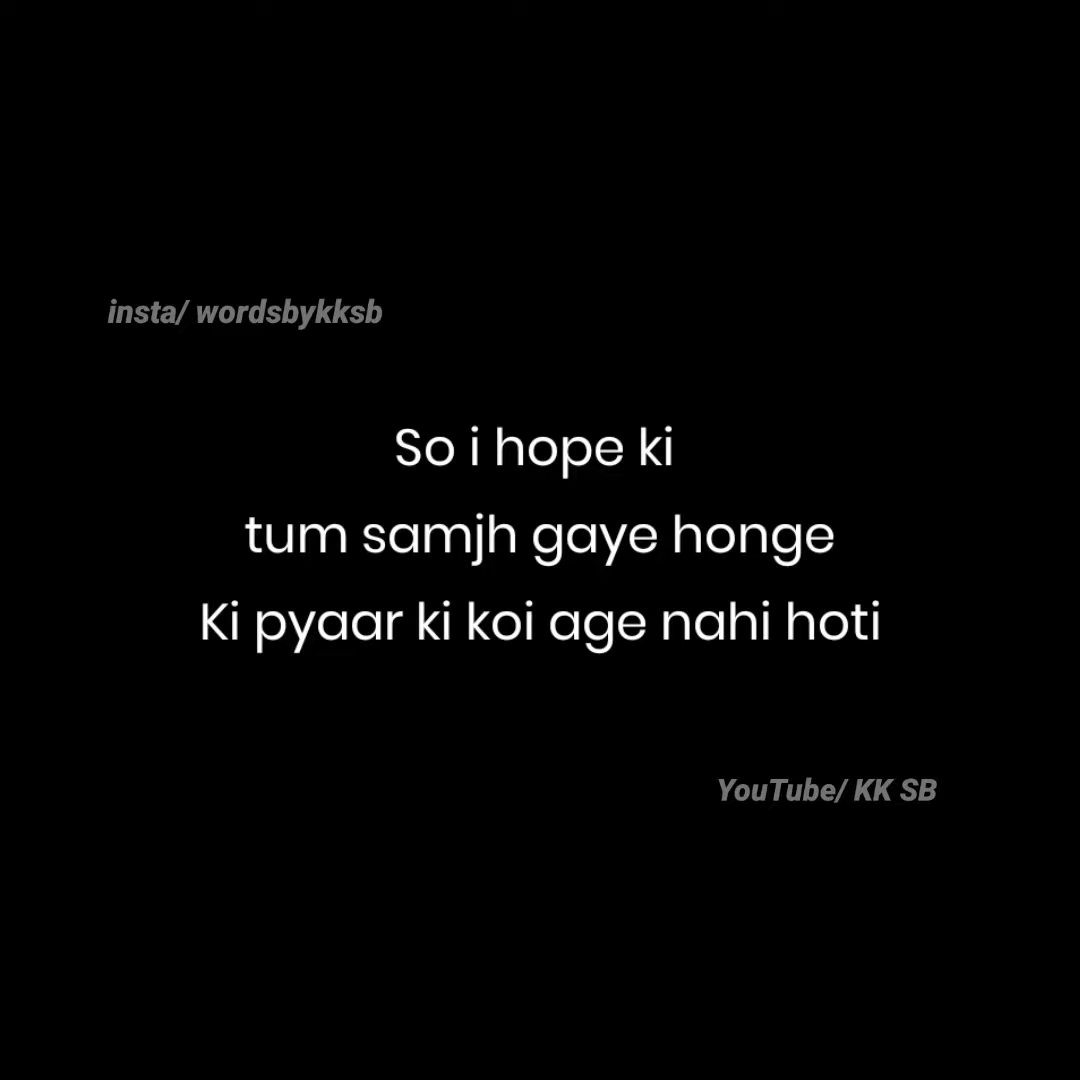 insta/ wordsbykksb
So i hope ki
tum samjh gaye honge
Ki pyaar ki koi age nahi hoti
YouTube/ KK SB